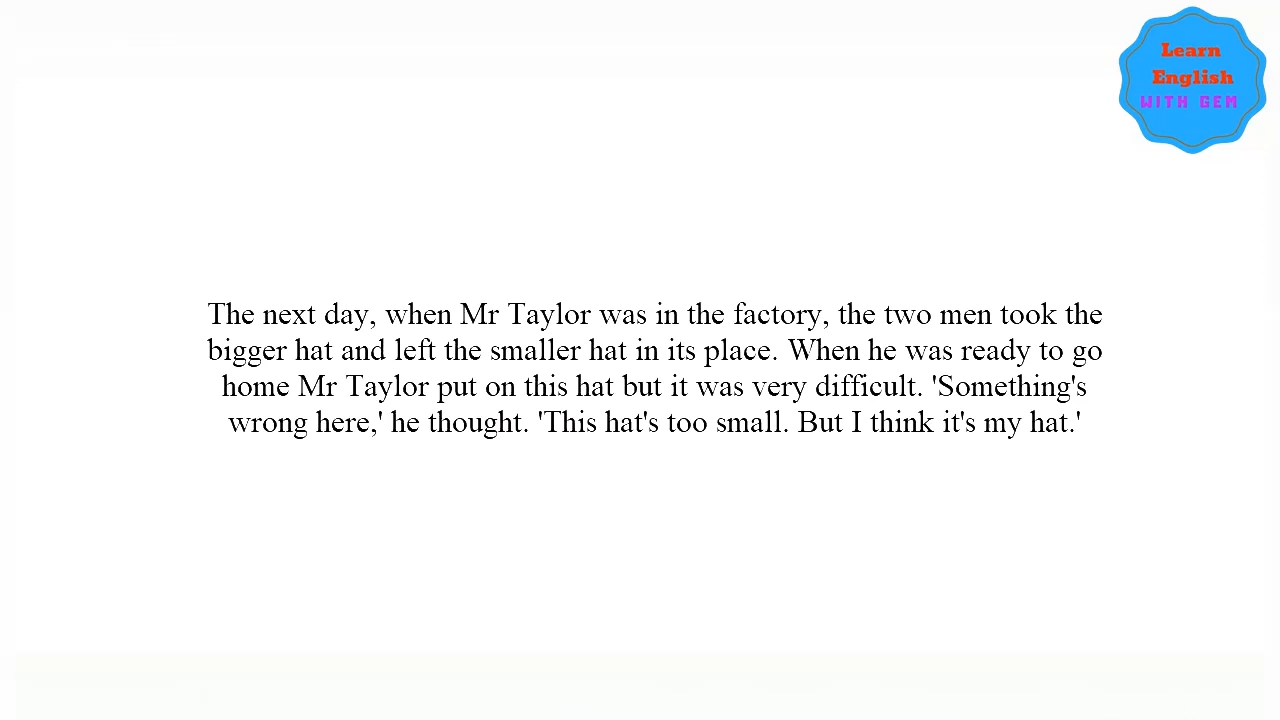 Learn
English
WITH GEM
The next day, when Mr Taylor was in the factory, the two men took the
bigger hat and left the smaller hat in its place. When he was ready to go
home Mr Taylor put on this hat but it was very difficult. 'Something's
wrong here,' he thought. 'This hat's too small. But I think it's my hat.'